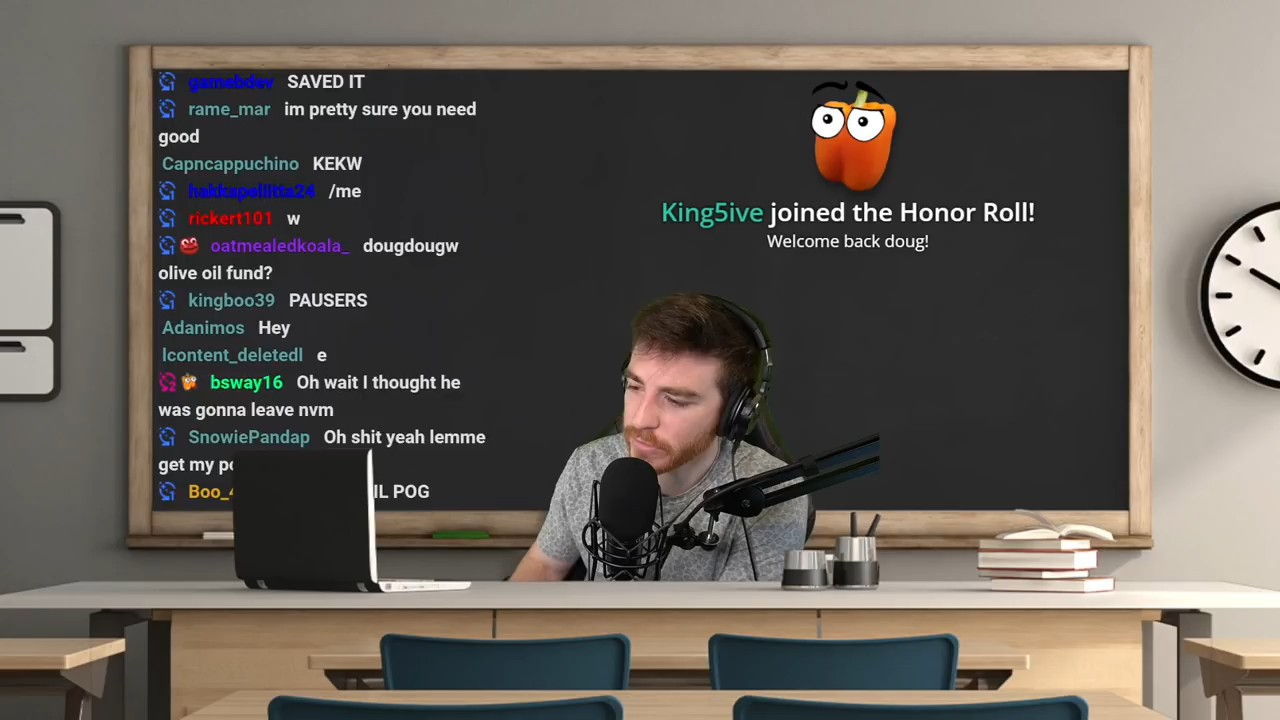 gamebdev SAVED IT
rame_mar im pretty sure you need
good
Capncappuchino KEKW
hakkapeliitta24 /me
rickert101 w
oatmealedkoala_ dougdougw
olive oil fund?
kingboo39 PAUSERS
Adanimos Hey
lcontent_deletedl e
bsway16 Oh wait I thought he
was gonna leave nvm
SnowiePandap Oh shit yeah lemme
get my
IL POG
King5ive joined the Honor Roll!
Welcome back doug!